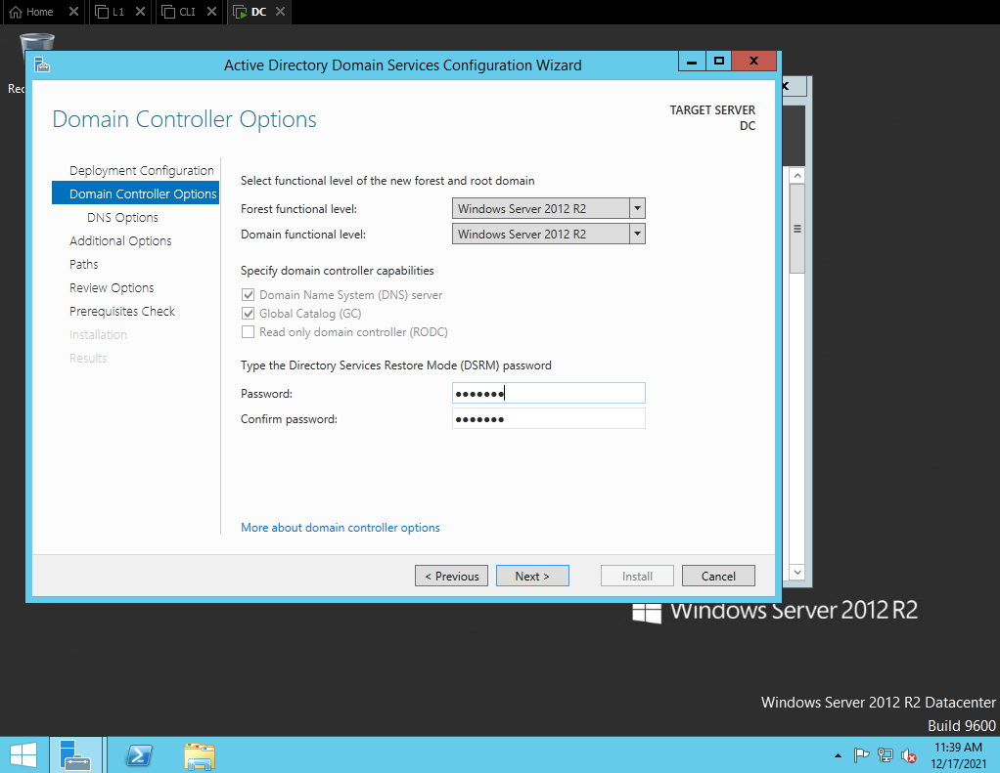 Home
L1
CLI
DC
Rec
Active Directory Domain Services Configuration Wizard
Domain Controller Options
TARGET SERVER
DC
Deployment Configuration
Domain Controller Options
DNS Options
Additional Options
Paths
Review Options
Prerequisites Check
Installation
Results
Select functional level of the new forest and root domain
Forest functional level: Windows Server 2012 R2
Domain functional level: Windows Server 2012 R2
Specify domain controller capabilities
Domain Name System (DNS) server
Global Catalog (GC)
Read only domain controller (RODC)
Type the Directory Services Restore Mode (DSRM) password
Password: •••••••
Confirm password: •••••••
More about domain controller options
< Previous
Next >
Install
Cancel
Windows Server 2012 R2
Windows Server 2012 R2 Datacenter
Build 9600
11:39 AM
12/17/2021